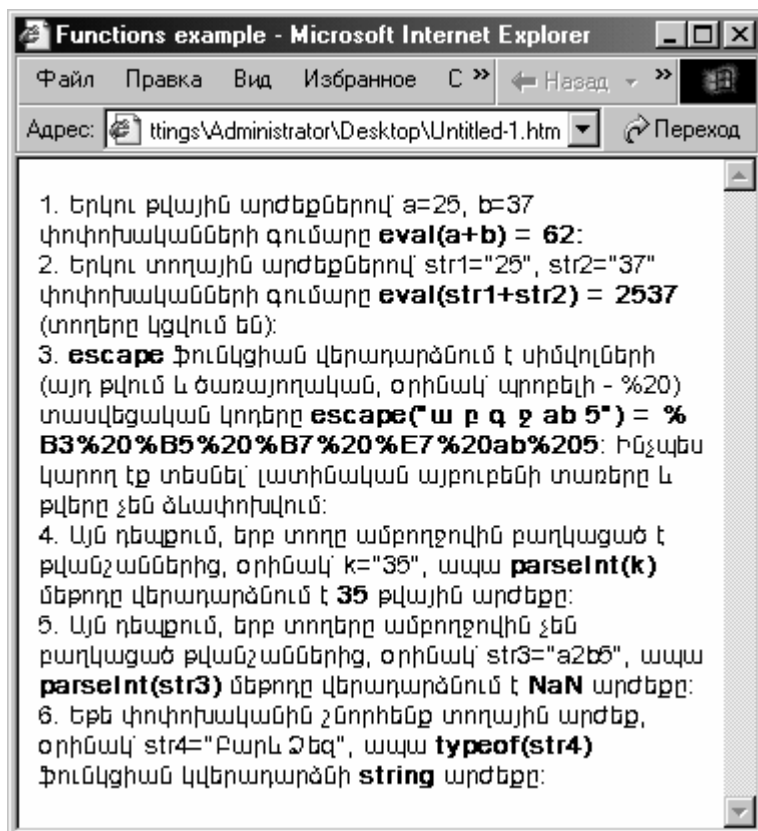 Functions example - Microsoft Internet Explorer
Файл Правка Вид Избранное С » Назад »
Адрес: ttings\Administrator\Desktop\Untitled-1.htm Переход
1. Երկու թվային արժեքներով՝ a=25, b=37
փոփոխականների գումարը eval(a+b) = 62:
2. Երկու տողային արժեքներով՝ str1="25", str2="37"
փոփոխականների գումարը eval(str1+str2) = 2537
(տողերը կցվում են):
3. escape ֆունկցիան վերադարձնում է սիմվոլների
(այդ թվում և ծառայողական, օրինակ՝ պրոբելի - %20)
տասվեցական կոդերը escape("ա բ գ ջ ab 5") = %
B3%20%B5%20%B7%20%E7%20ab%205: Ինչպես
կարող էք տեսնել՝ լատինական այբուբենի տառերը և
թվերը չեն ձևափոխվում:
4. Այն դեպքում, երբ տողը ամբողջովին բաղկացած է
թվանշաններից, օրինակ՝ k="35", ապա parseInt(k)
մեթոդը վերադարձնում է 35 թվային արժեքը:
5. Այն դեպքում, երբ տողերը ամբողջովին չեն
բաղկացած թվանշաններից, օրինակ՝ str3="a2b5", ապա
parseInt(str3) մեթոդը վերադարձնում է NaN արժեքը:
6. Եթե փոփոխականին շնորհենք տողային արժեք,
օրինակ՝ str4="Բարև Ձեզ", ապա typeof(str4)
ֆունկցիան կվերադարձնի string արժեքը: